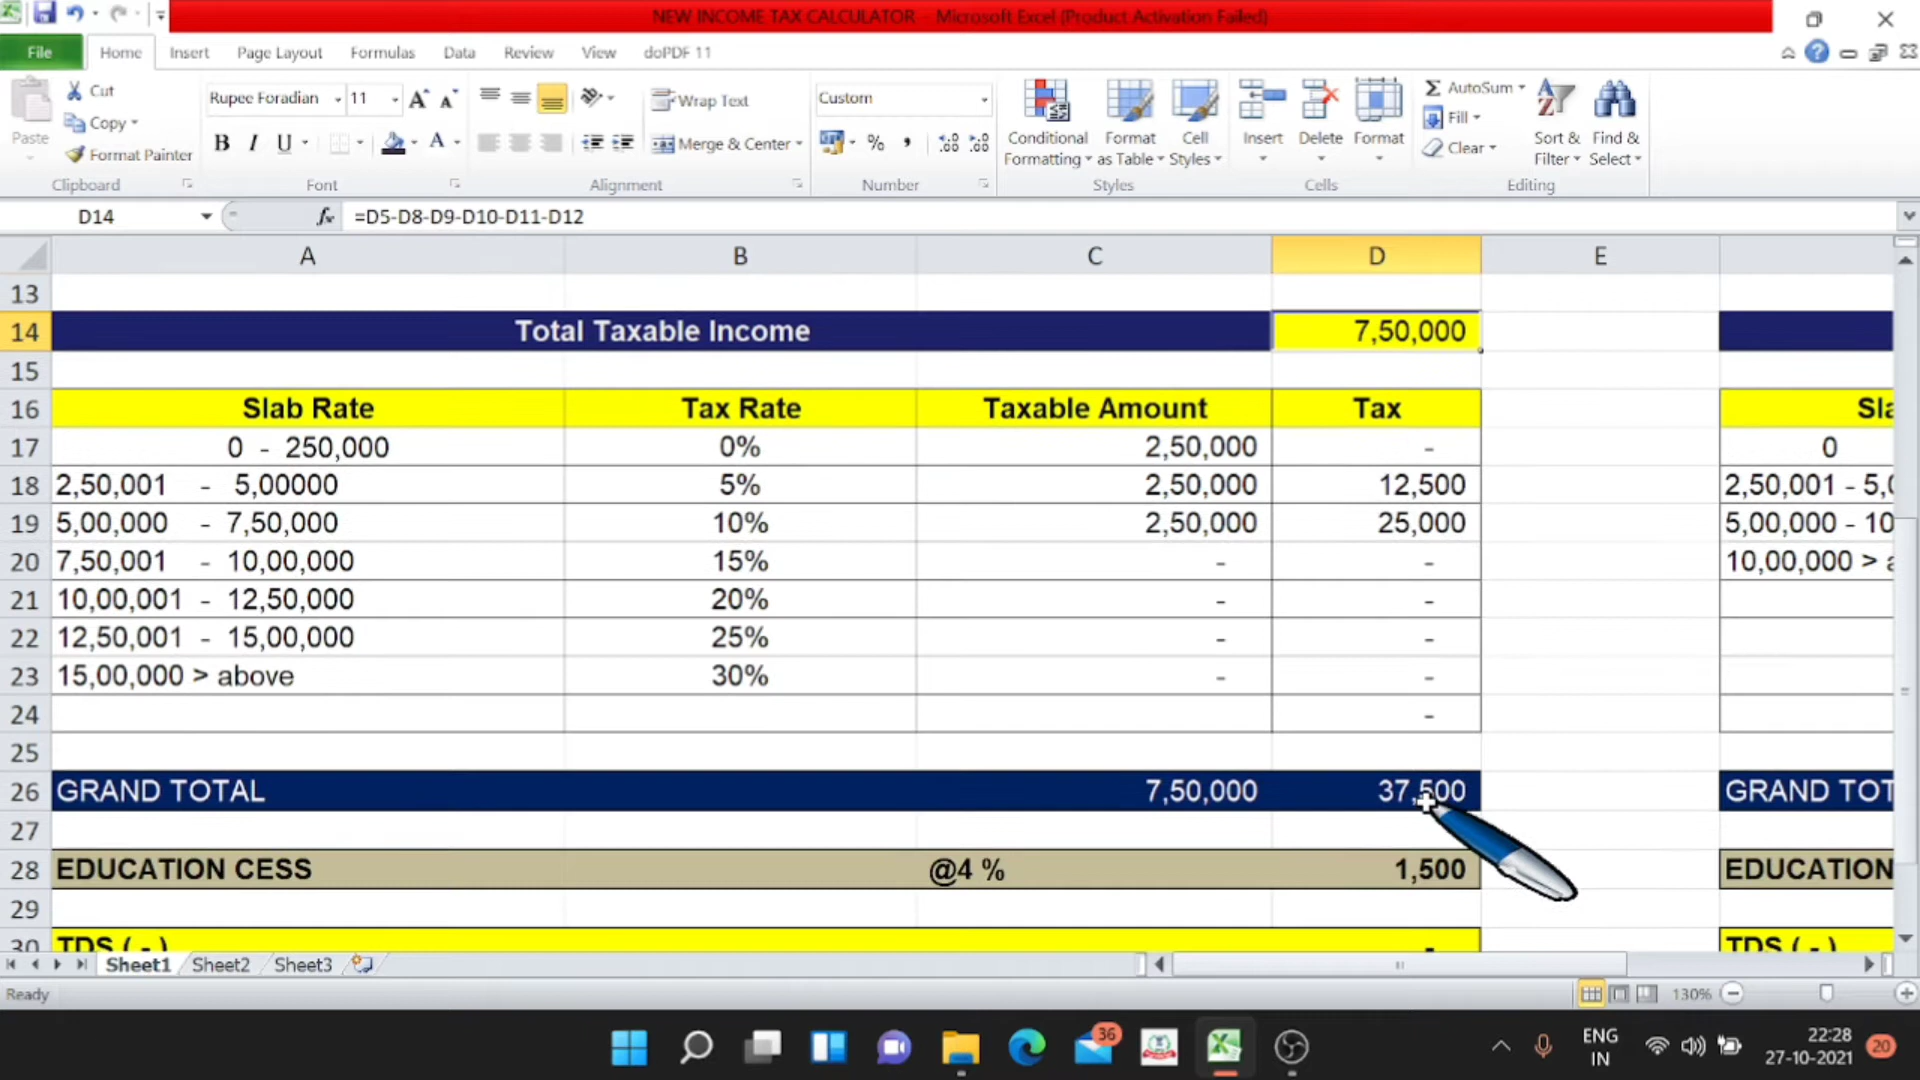 NEW INCOME TAX CALCULATOR - Microsoft Excel (Product Activation Failed)
File Home Insert Page Layout Formulas Data Review View doPDF 11
Paste
Cut
Copy
Format Painter
Clipboard
Rupee Foradian 11
B I U
Font
Wrap Text
Merge & Center
Alignment
Custom
%
Number
Conditional Formatting
Format as Table
Cell Styles
Styles
Insert Delete Format
Cells
AutoSum
Fill
Clear
Sort & Filter
Find & Select
Editing
D14 fx =D5-D8-D9-D10-D11-D12
A B C D E
13
14 Total Taxable Income 7,50,000
15
16 Slab Rate Tax Rate Taxable Amount Tax
17 0 - 250,000 0% 2,50,000 - 0
18 2,50,001 - 5,00000 5% 2,50,000 12,500 2,50,001 - 5,0
19 5,00,000 - 7,50,000 10% 2,50,000 25,000 5,00,000 - 10
20 7,50,001 - 10,00,000 15% - - 10,00,000 >
21 10,00,001 - 12,50,000 20% - -
22 12,50,001 - 15,00,000 25% - -
23 15,00,000 > above 30% - -
24 -
25
26 GRAND TOTAL 7,50,000 37,500 GRAND TOT
27
28 EDUCATION CESS @4 % 1,500 EDUCATION
29
30 TDS ( - ) - TDS ( - )
Sheet1 Sheet2 Sheet3
Ready 130%
36
ENG
IN
22:28
27-10-2021
20